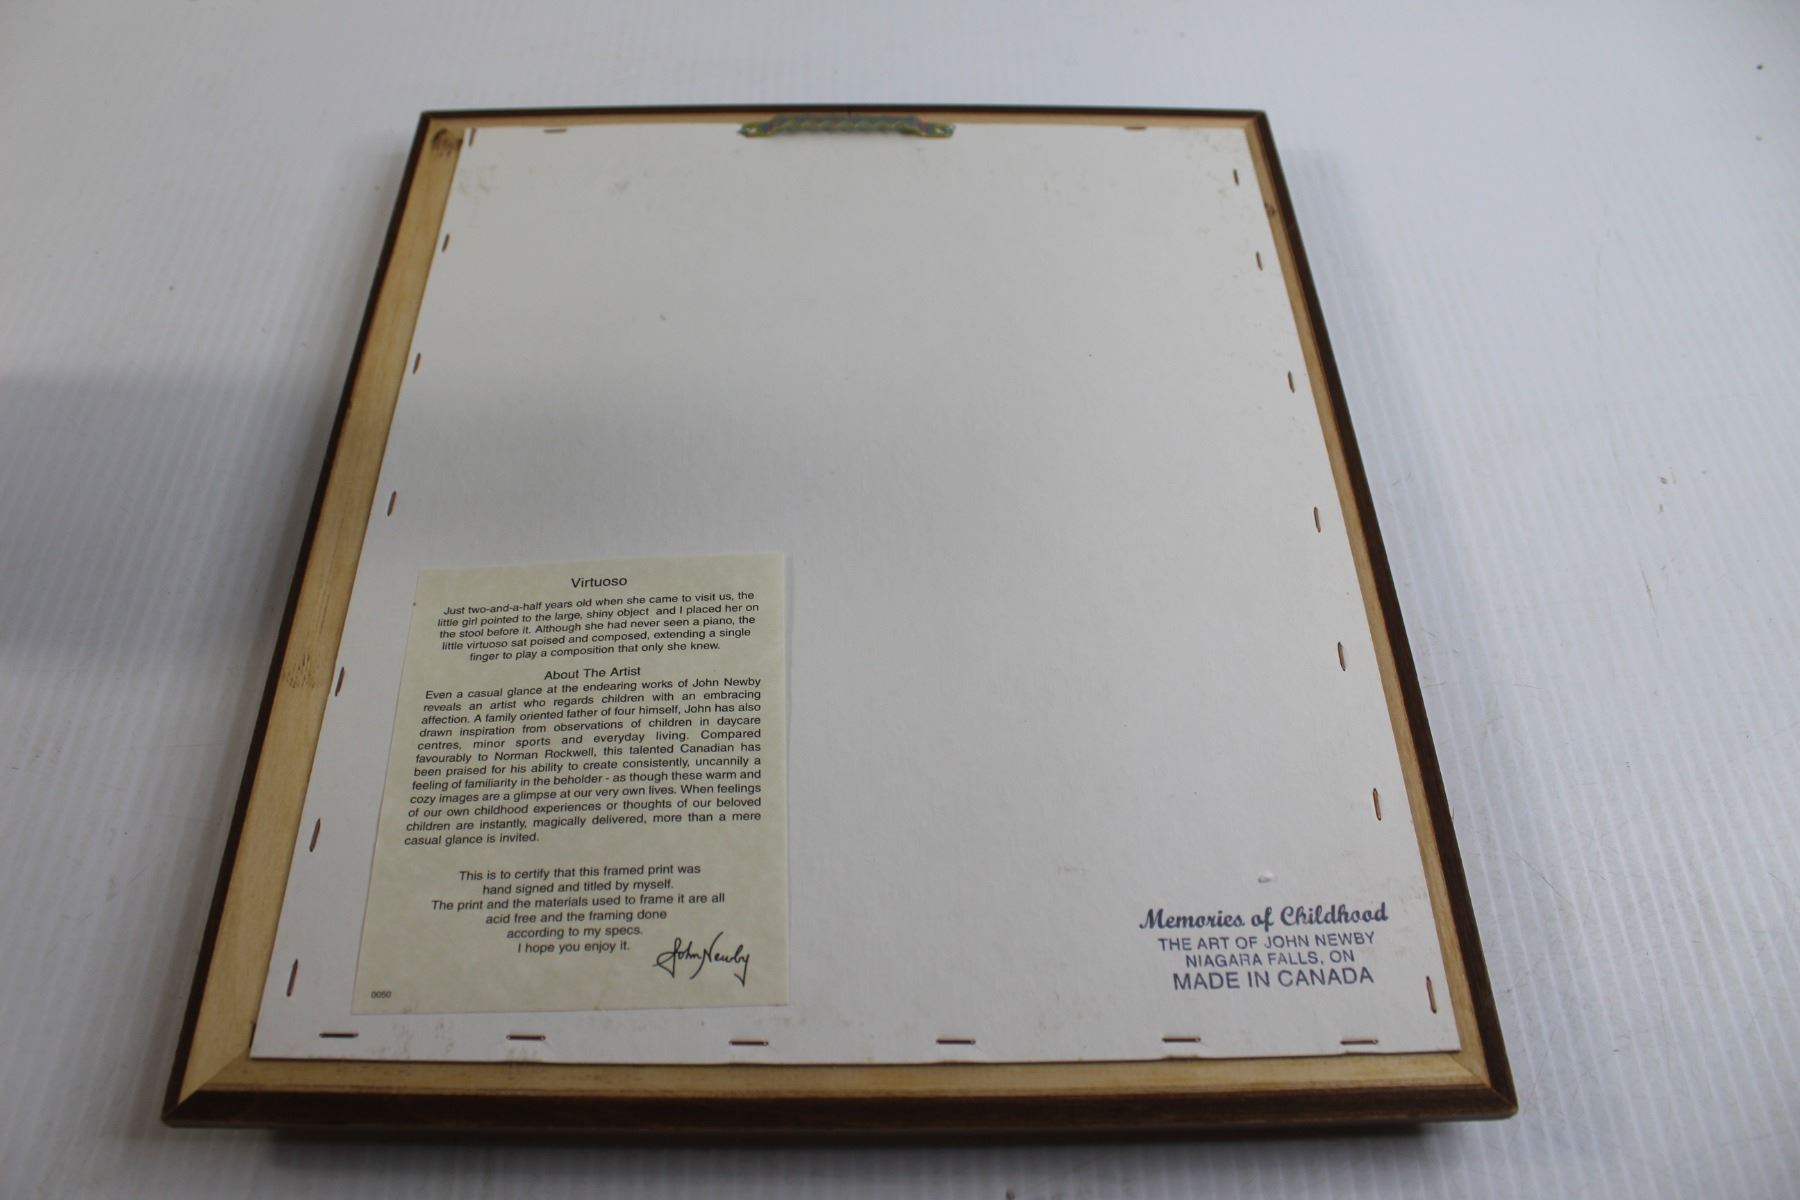 Virtuoso
Just two-and-a-half years old when she came to visit us, the
little girl pointed to the large, shiny object and I placed her on
the stool before it. Although she had never seen a piano, the
little virtuoso sat poised and composed, extending a single
finger to play a composition that only she knew.
About The Artist
Even a casual glance at the endearing works of John Newby
reveals an artist who regards children with an embracing
affection. A family oriented father of four himself, John has also
drawn inspiration from observations of children in daycare
centres, minor sports and everyday living. Compared
favourably to Norman Rockwell, this talented Canadian has
been praised for his ability to create consistently, uncannily a
feeling of familiarity in the beholder - as though these warm and
cozy images are a glimpse at our very own lives. When feelings
of our own childhood experiences or thoughts of our beloved
children are instantly, magically delivered, more than a mere
casual glance is invited.
This is to certify that this framed print was
hand signed and titled by myself.
The print and the materials used to frame it are all
acid free and the framing done
according to my specs.
I hope you enjoy it.
John Newby
0050
Memories of Childhood
THE ART OF JOHN NEWBY
NIAGARA FALLS, ON
MADE IN CANADA